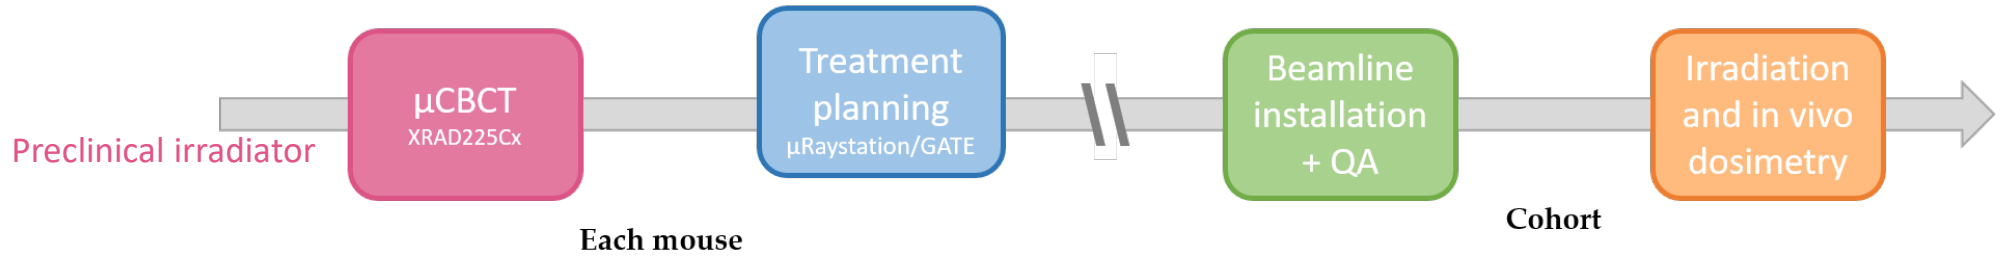 Preclinical irradiator
µCBCT
XRAD225Cx
Treatment
planning
µRaystation/GATE
Each mouse
Beamline
installation
+ QA
Cohort
Irradiation
and in vivo
dosimetry